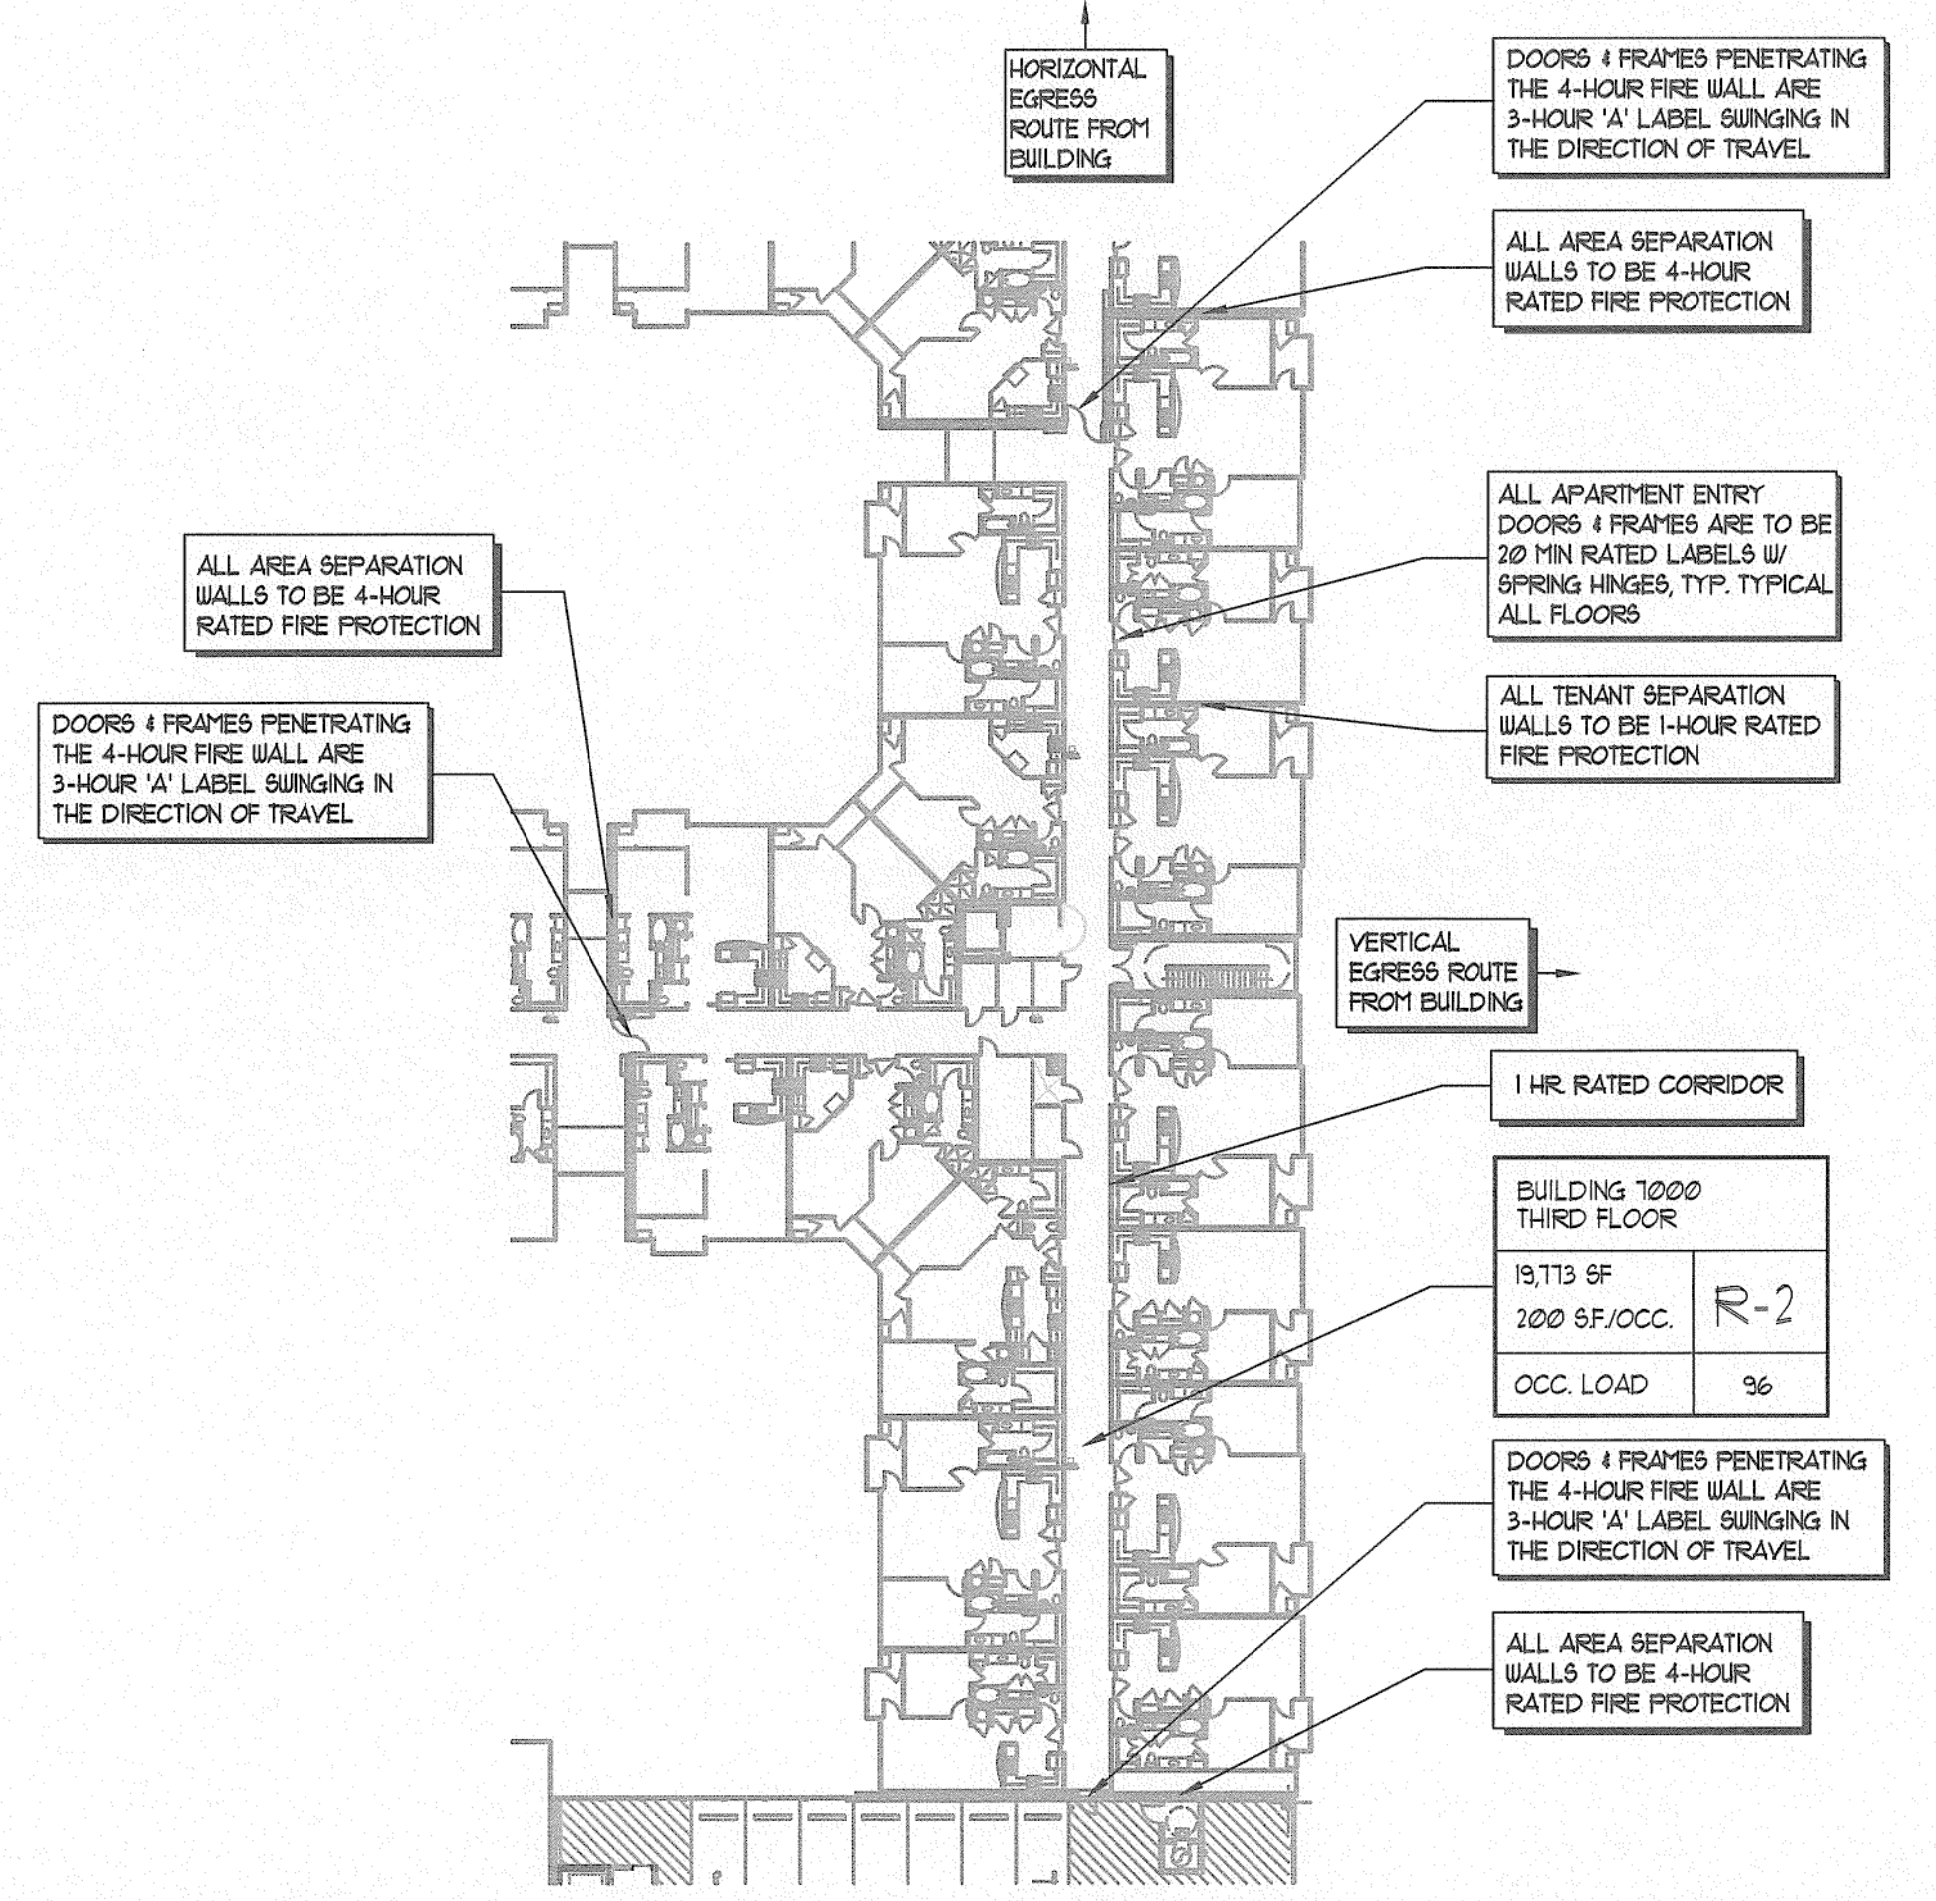 HORIZONTAL
EGRESS
ROUTE FROM
BUILDING
DOORS & FRAMES PENETRATING
THE 4-HOUR FIRE WALL ARE
3-HOUR 'A' LABEL SWINGING IN
THE DIRECTION OF TRAVEL
ALL AREA SEPARATION
WALLS TO BE 4-HOUR
RATED FIRE PROTECTION
ALL APARTMENT ENTRY
DOORS & FRAMES ARE TO BE
20 MIN RATED LABELS W/
SPRING HINGES, TYP. TYPICAL
ALL FLOORS
ALL AREA SEPARATION
WALLS TO BE 4-HOUR
RATED FIRE PROTECTION
ALL TENANT SEPARATION
WALLS TO BE 1-HOUR RATED
FIRE PROTECTION
DOORS & FRAMES PENETRATING
THE 4-HOUR FIRE WALL ARE
3-HOUR 'A' LABEL SWINGING IN
THE DIRECTION OF TRAVEL
VERTICAL
EGRESS ROUTE
FROM BUILDING
1 HR. RATED CORRIDOR
BUILDING 7000
THIRD FLOOR
19,773 SF
200 S.F./OCC.
R-2
OCC. LOAD
96
DOORS & FRAMES PENETRATING
THE 4-HOUR FIRE WALL ARE
3-HOUR 'A' LABEL SWINGING IN
THE DIRECTION OF TRAVEL
ALL AREA SEPARATION
WALLS TO BE 4-HOUR
RATED FIRE PROTECTION